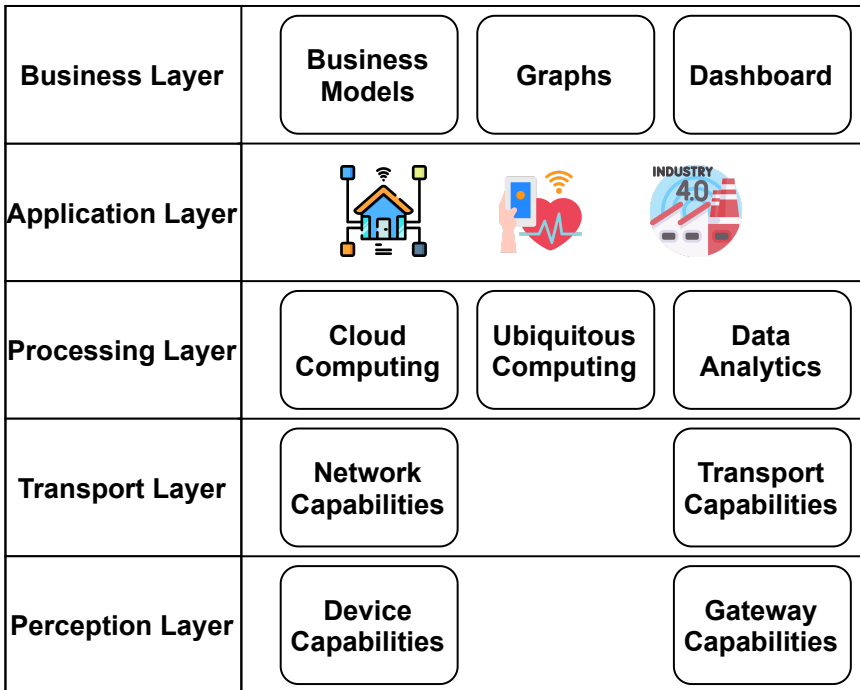 Business Layer
Business
Models
Graphs
Dashboard
Application Layer
INDUSTRY
4.0
Processing Layer
Cloud
Computing
Ubiquitous
Computing
Data
Analytics
Transport Layer
Network
Capabilities
Transport
Capabilities
Perception Layer
Device
Capabilities
Gateway
Capabilities